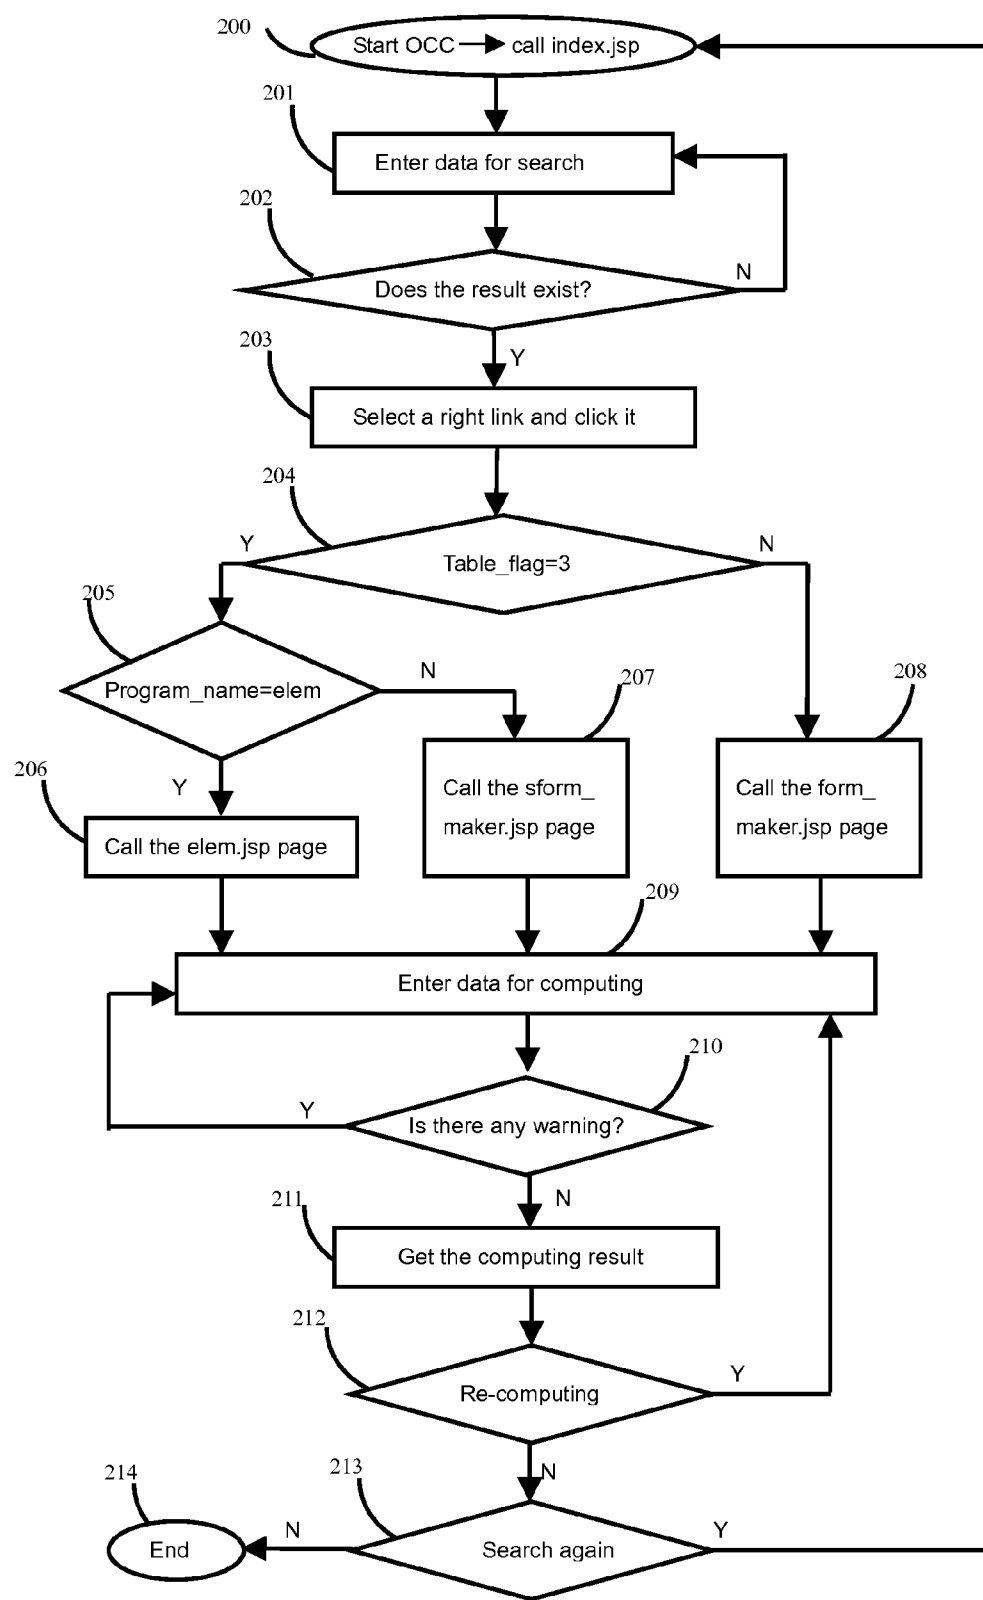 200
Start OCC
call index.jsp
201
Enter data for search
202
Does the result exist?
N
Y
203
Select a right link and click it
204
Y
Table_flag=3
N
205
Program_name=elem
N
207
208
206
Y
Call the elem.jsp page
Call the sform_
maker.jsp page
Call the form_
maker.jsp page
209
Enter data for computing
210
Y
Is there any warning?
N
211
Get the computing result
212
Re-computing
Y
N
213
214
Search again
Y
N
End